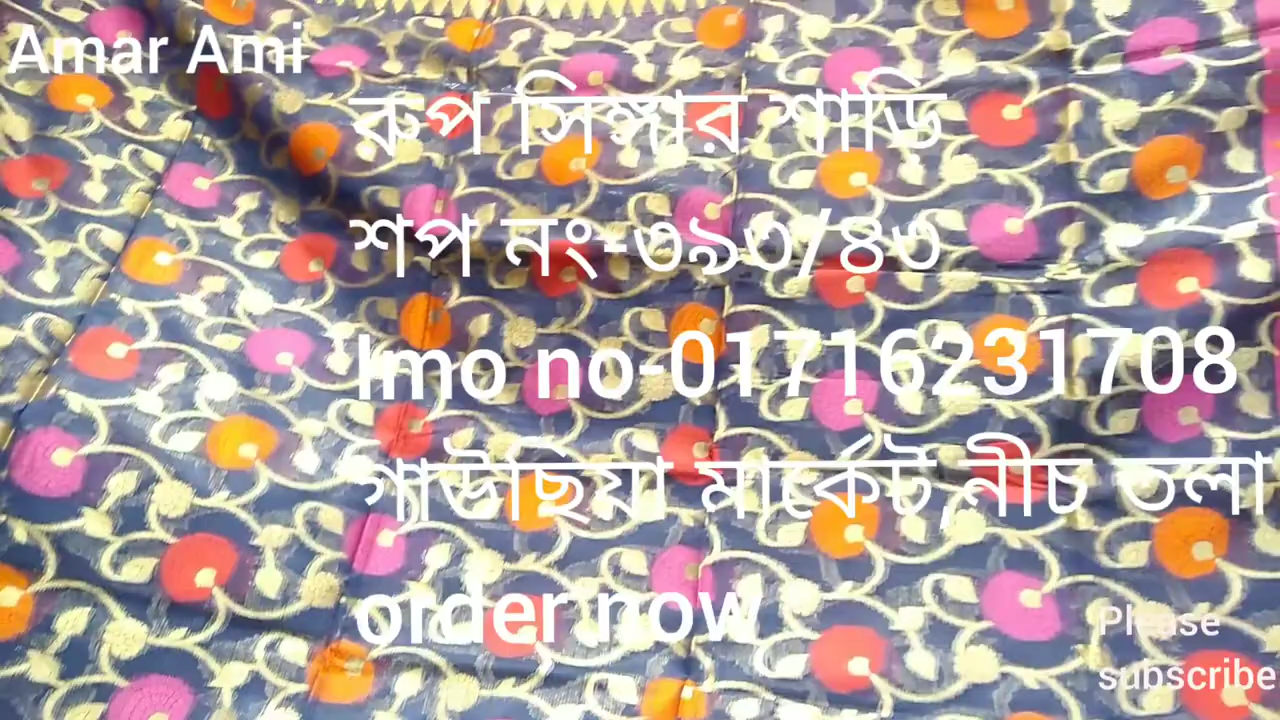 Amar Ami
রুপ সিঙ্গার শাড়ি
শপ নং-৩৯৩/৪৩
Imo no-01716231708
গাউছিয়া মার্কেট,নীচ তলা
order now
Please
subscribe